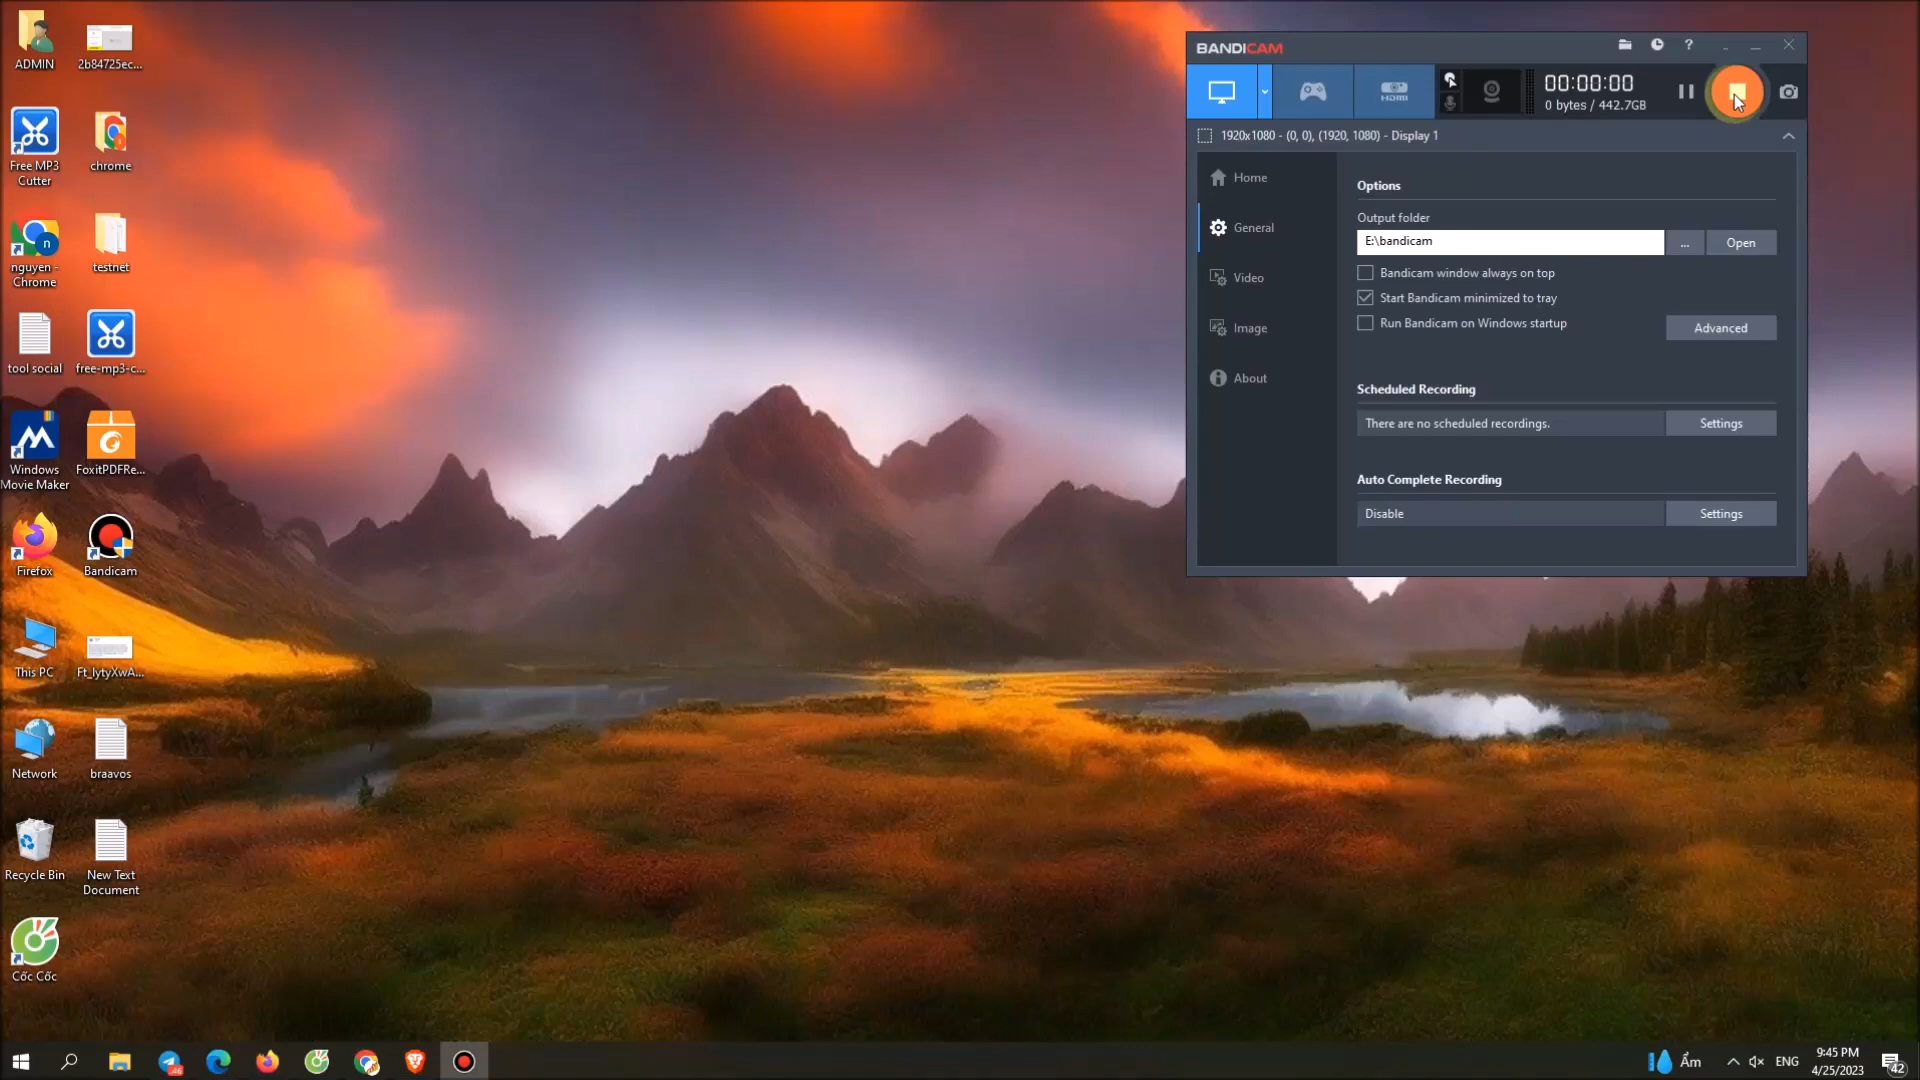 ADMIN
2b84725ec...
Free MP3
Cutter
chrome
nguyen -
Chrome
testnet
tool social
free-mp3-c...
Windows
Movie Maker
FoxitPDFRe...
Firefox
Bandicam
This PC
Ft_IytyXwA...
Network
braavos
Recycle Bin
New Text
Document
Cốc Cốc
BANDICAM
?
HDMI
00:00:00
0 bytes / 442.7GB
1920x1080 - (0, 0), (1920, 1080) - Display 1
Home
General
Video
Image
About
Options
Output folder
E:\bandicam
...
Open
Bandicam window always on top
Start Bandicam minimized to tray
Run Bandicam on Windows startup
Advanced
Scheduled Recording
There are no scheduled recordings.
Settings
Auto Complete Recording
Disable
Settings
n
46
Ẩm
ENG
9:45 PM
4/25/2023
42